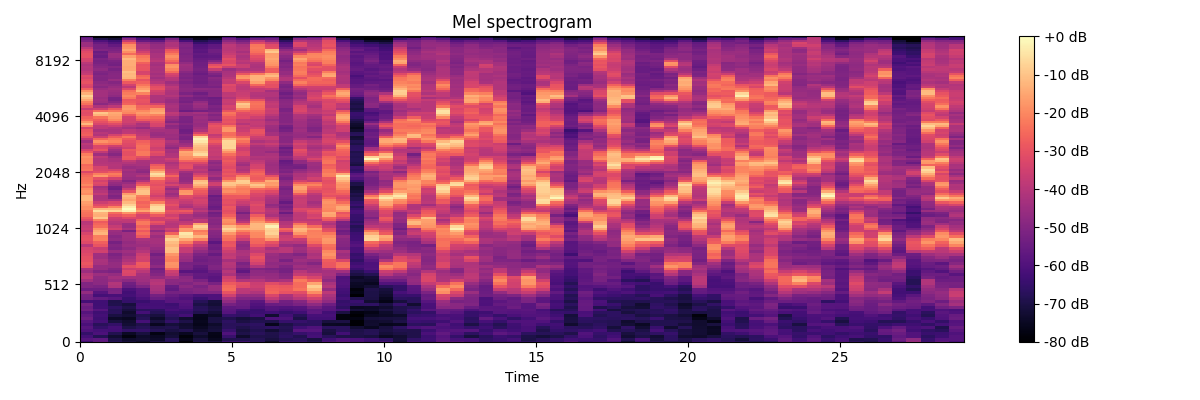 Mel spectrogram
Hz
8192
4096
2048
1024
512
0
0 5 10 15 20 25
Time
+0 dB
-10 dB
-20 dB
-30 dB
-40 dB
-50 dB
-60 dB
-70 dB
-80 dB